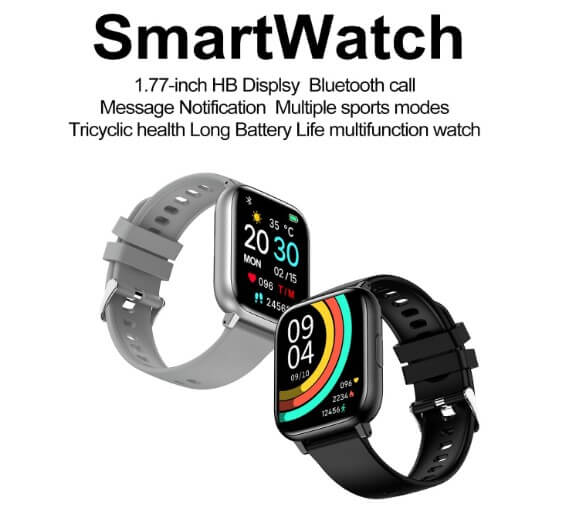 SmartWatch
1.77-inch HB Displsy Bluetooth call
Message Notification Multiple sports modes
Tricyclic health Long Battery Life multifunction watch
35 °C
20 30
MON 02/15
096 T/M
24561
09
04
09/10
096
2234
12456